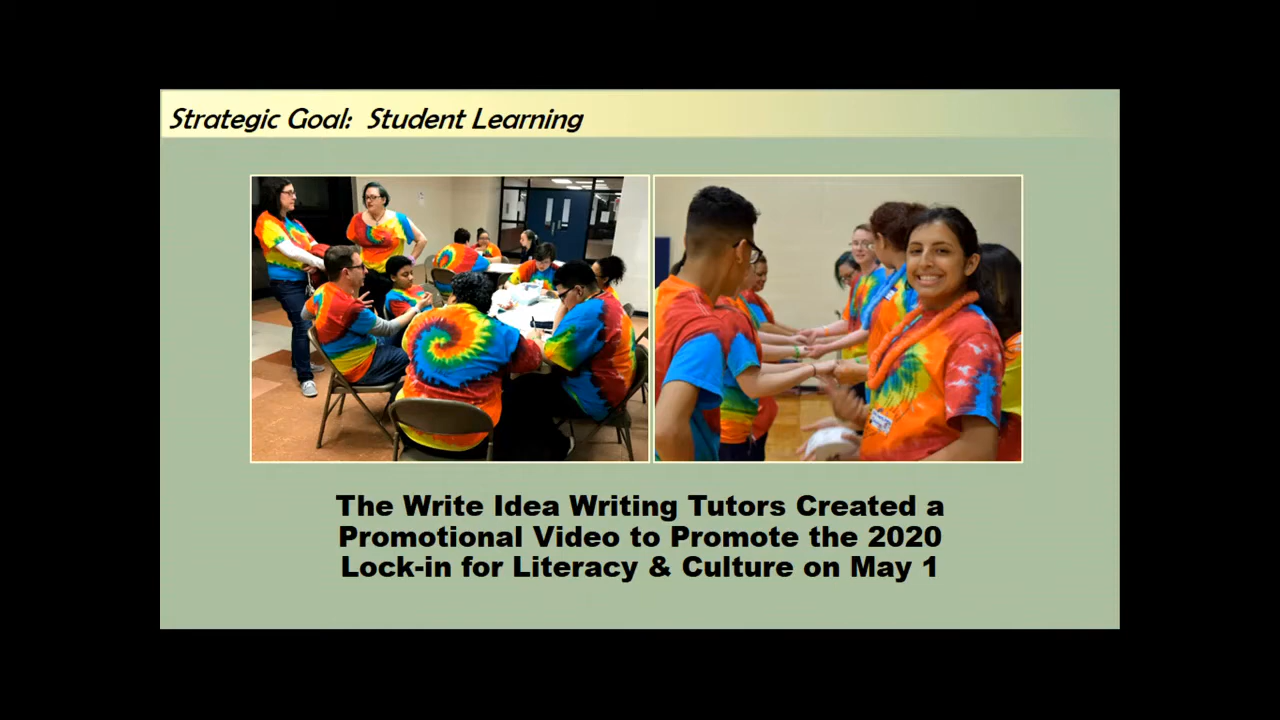 Strategic Goal: Student Learning
The Write Idea Writing Tutors Created a
Promotional Video to Promote the 2020
Lock-in for Literacy & Culture on May 1